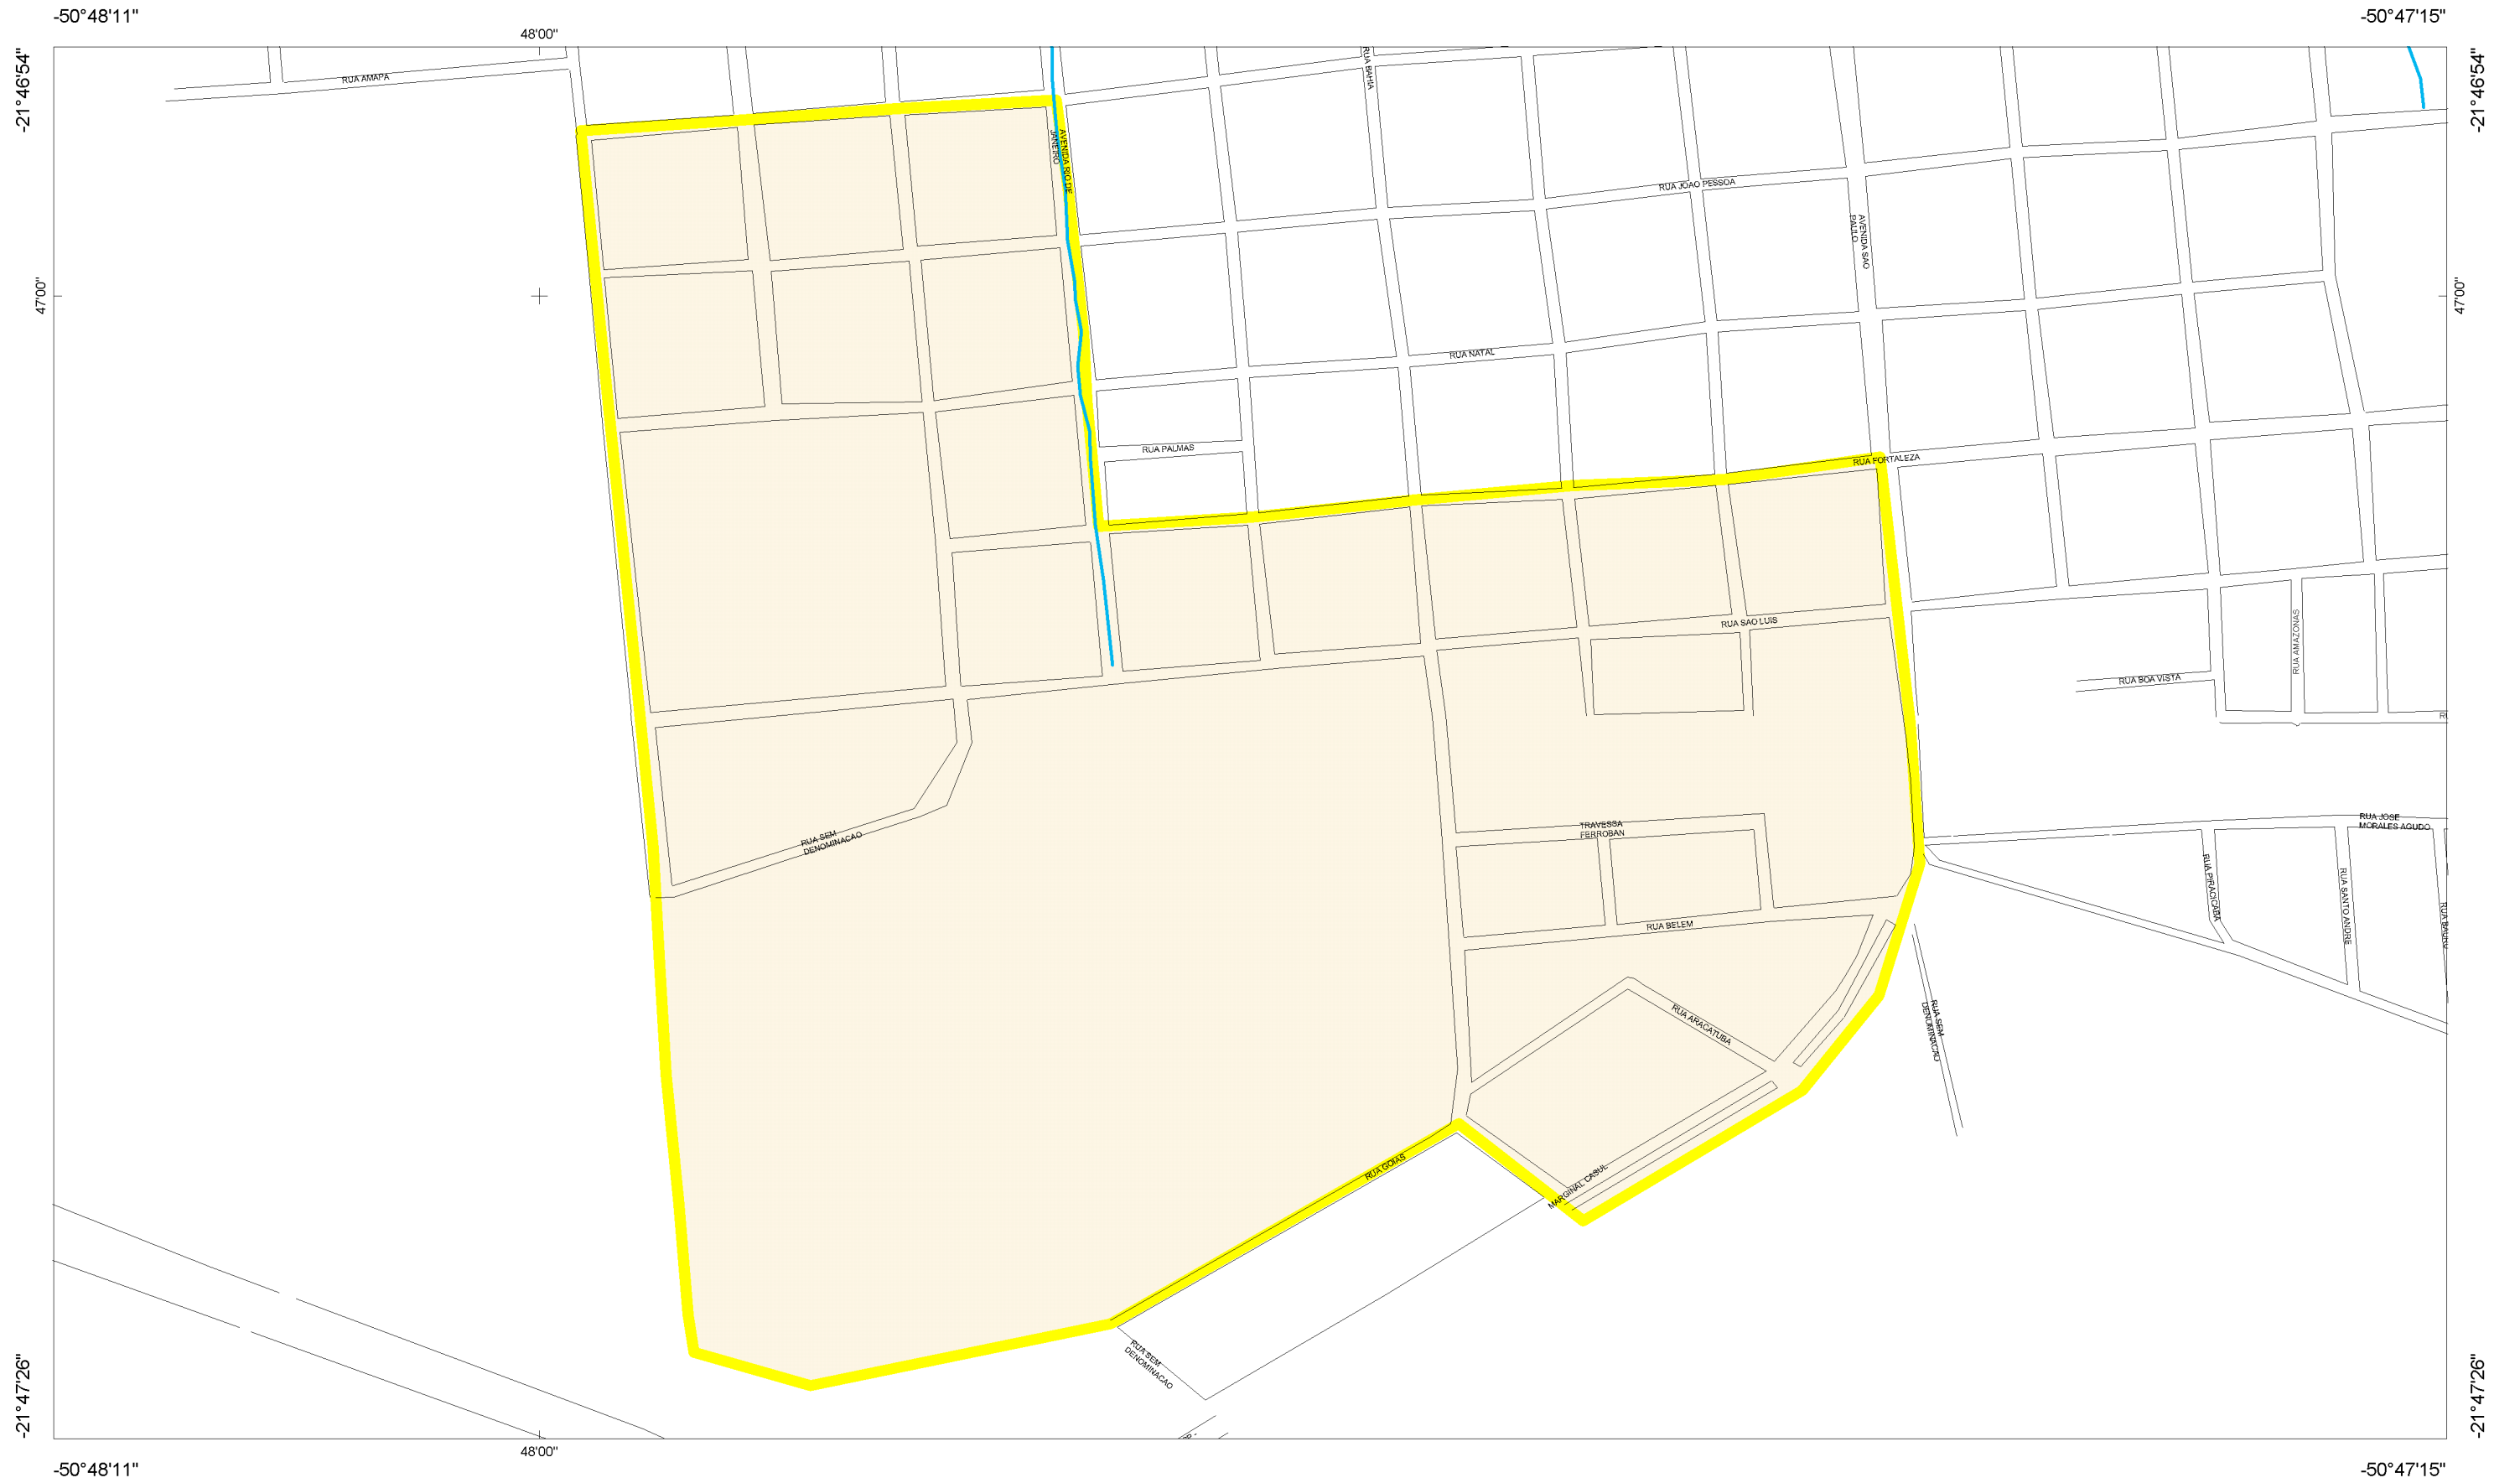 -50°48'11"
-50°47'15"
48'00"
-21°46'54"
-21°46'54"
RUA AMAPA
RUA BAHIA
AVENIDA RIO DE
JANEIRO
RUA JOAO PESSOA
AVENIDA SAO
PAULO
47'00"
47'00"
RUA NATAL
RUA PALMAS
RUA FORTALEZA
RUA SAO LUIS
RUA AMAZONAS
RUA BOA VISTA
RU
RUA SEM
DENOMINACAO
TRAVESSA
FERROBAN
RUA JOSE
MORALES AGUDO
RUA PIRACICABA
RUA SANTO ANDRE
RUA BAURU
RUA BELEM
RUA ARACATUBA
RUA SEM
DENOMINACAO
RUA GOIAS
MARGINAL CASUL
RUA SEM
DENOMINACAO
-21°47'26"
-21°47'26"
48'00"
-50°48'11"
-50°47'15"